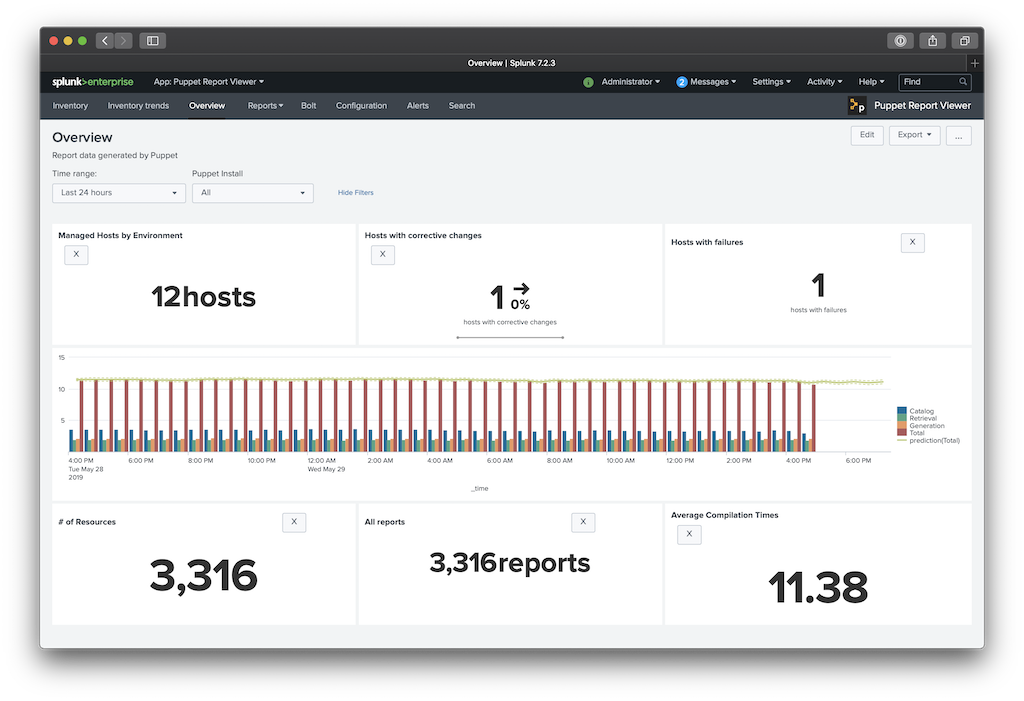 Overview | Splunk 7.2.3
splunk>enterprise App: Puppet Report Viewer Administrator 2 Messages Settings Activity Help Find
Inventory Inventory trends Overview Reports Bolt Configuration Alerts Search Puppet Report Viewer
Overview Edit Export ...
Report data generated by Puppet
Time range: Puppet Install
Last 24 hours All Hide Filters
Managed Hosts by Environment
X
12hosts
Hosts with corrective changes
X
1 0%
hosts with corrective changes
Hosts with failures X
1
hosts with failures
15
10
5
4:00 PM 6:00 PM 8:00 PM 10:00 PM 12:00 AM 2:00 AM 4:00 AM 6:00 AM 8:00 AM 10:00 AM 12:00 PM 2:00 PM 4:00 PM 6:00 PM
Tue May 28 Wed May 29
2019
_time
Catalog
Retrieval
Generation
Total
prediction(Total)
# of Resources X
3,316
All reports X
3,316reports
Average Compilation Times
X
11.38